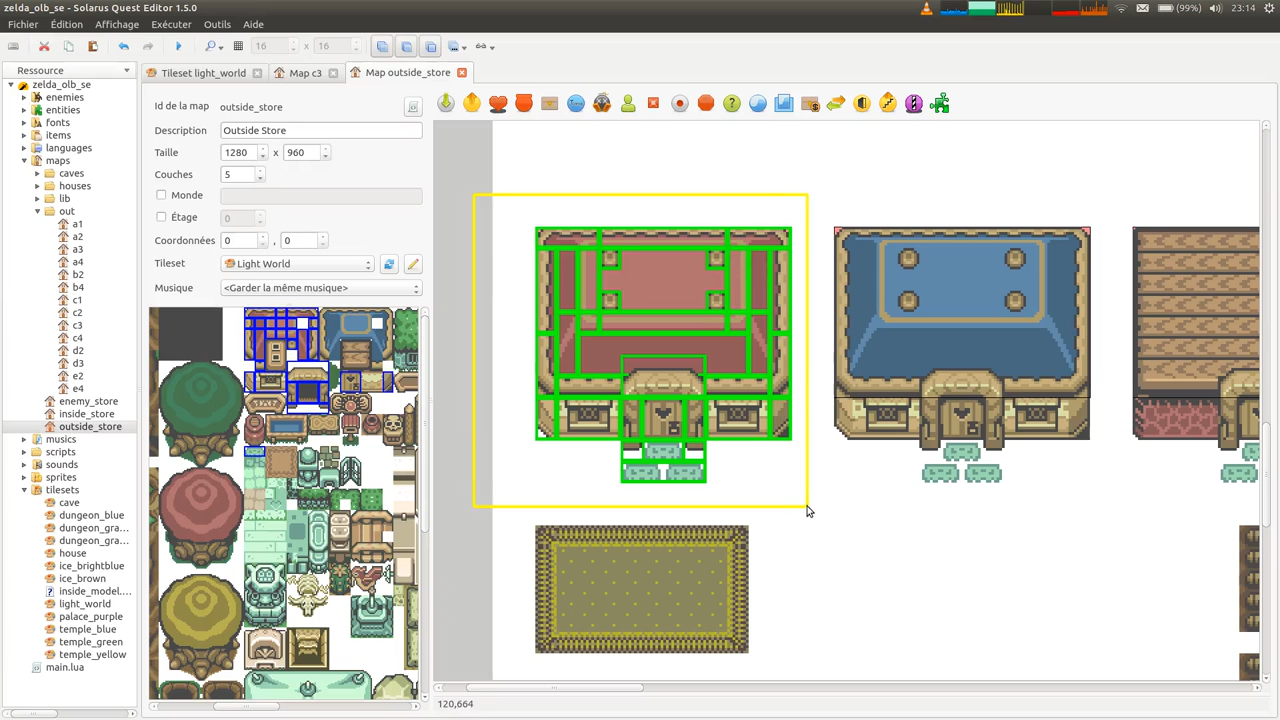 zelda_olb_se - Solarus Quest Editor 1.5.0
(99%) 23:14
Fichier Édition Affichage Exécuter Outils Aide
16 x 16
Ressource
zelda_olb_se
enemies
entities
fonts
items
languages
maps
caves
houses
lib
out
a1
a2
a3
a4
b2
b4
c1
c2
c3
c4
d2
d3
e2
e4
enemy_store
inside_store
outside_store
musics
scripts
sounds
sprites
tilesets
cave
dungeon_blue
dungeon_gra...
dungeon_gra...
house
ice_brightblue
ice_brown
inside_model....
light_world
palace_purple
temple_blue
temple_green
temple_yellow
main.lua
Tileset light_world
Map c3
Map outside_store
Id de la map outside_store
Description Outside Store
Taille 1280 x 960
Couches 5
Monde
Étage 0
Coordonnées 0 , 0
Tileset Light World
Musique <Garder la même musique>
120,664